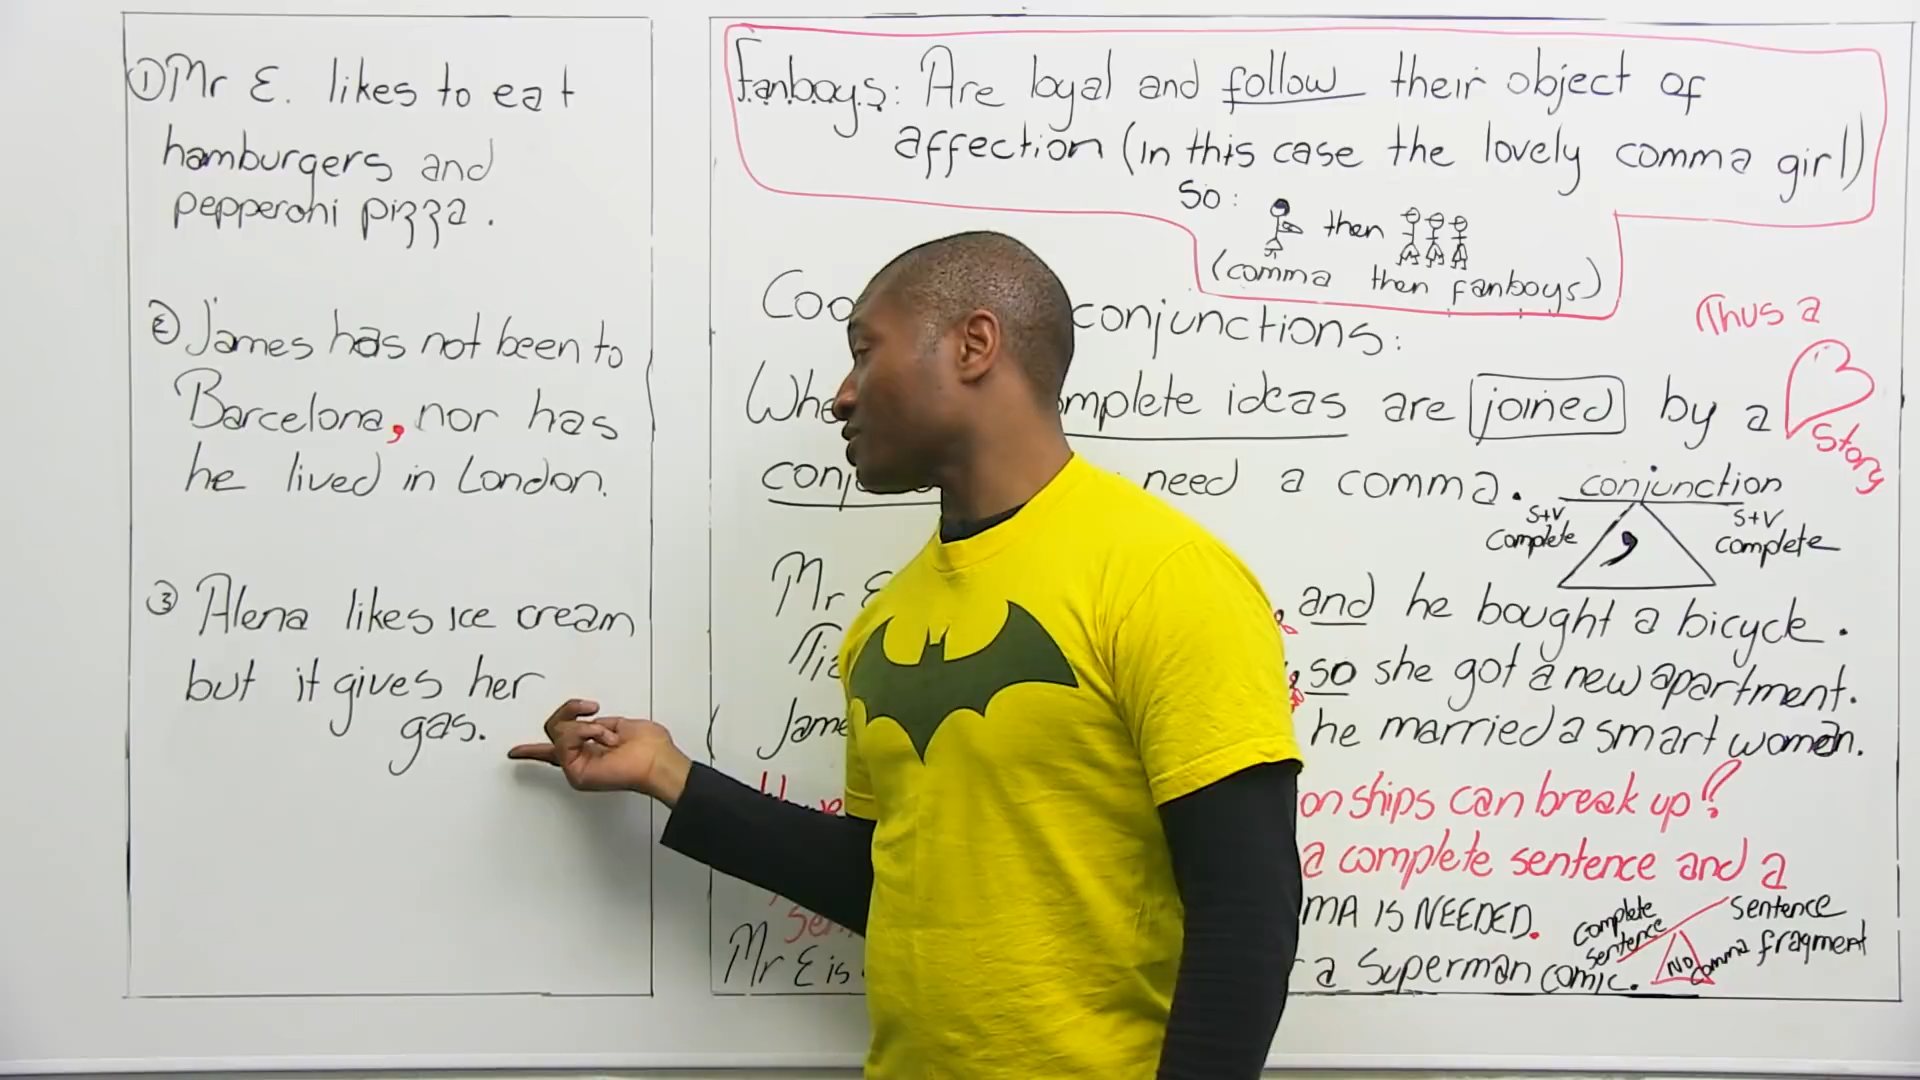 ① Mr E. likes to eat
hamburgers and
pepperoni pizza.
② James has not been to
Barcelona, nor has
he lived in London.
③ Alena likes ice cream
but it gives her
gas.
Fanboys: Are loyal and follow their object of
affection (in this case the lovely comma girl)
So: then
(comma then fanboys)
conjunctions:
complete ideas are joined by a
need a comma.
Thus a
story
conjunction
S+V S+V
complete , complete
Mr E , and he bought a bicycle.
, so she got a new apartment.
James he married a smart woman.
can break up?
a complete sentence and a
IS NEEDED.
Mr E is a Superman comic.
complete
sentence
sentence
fragment
No comma